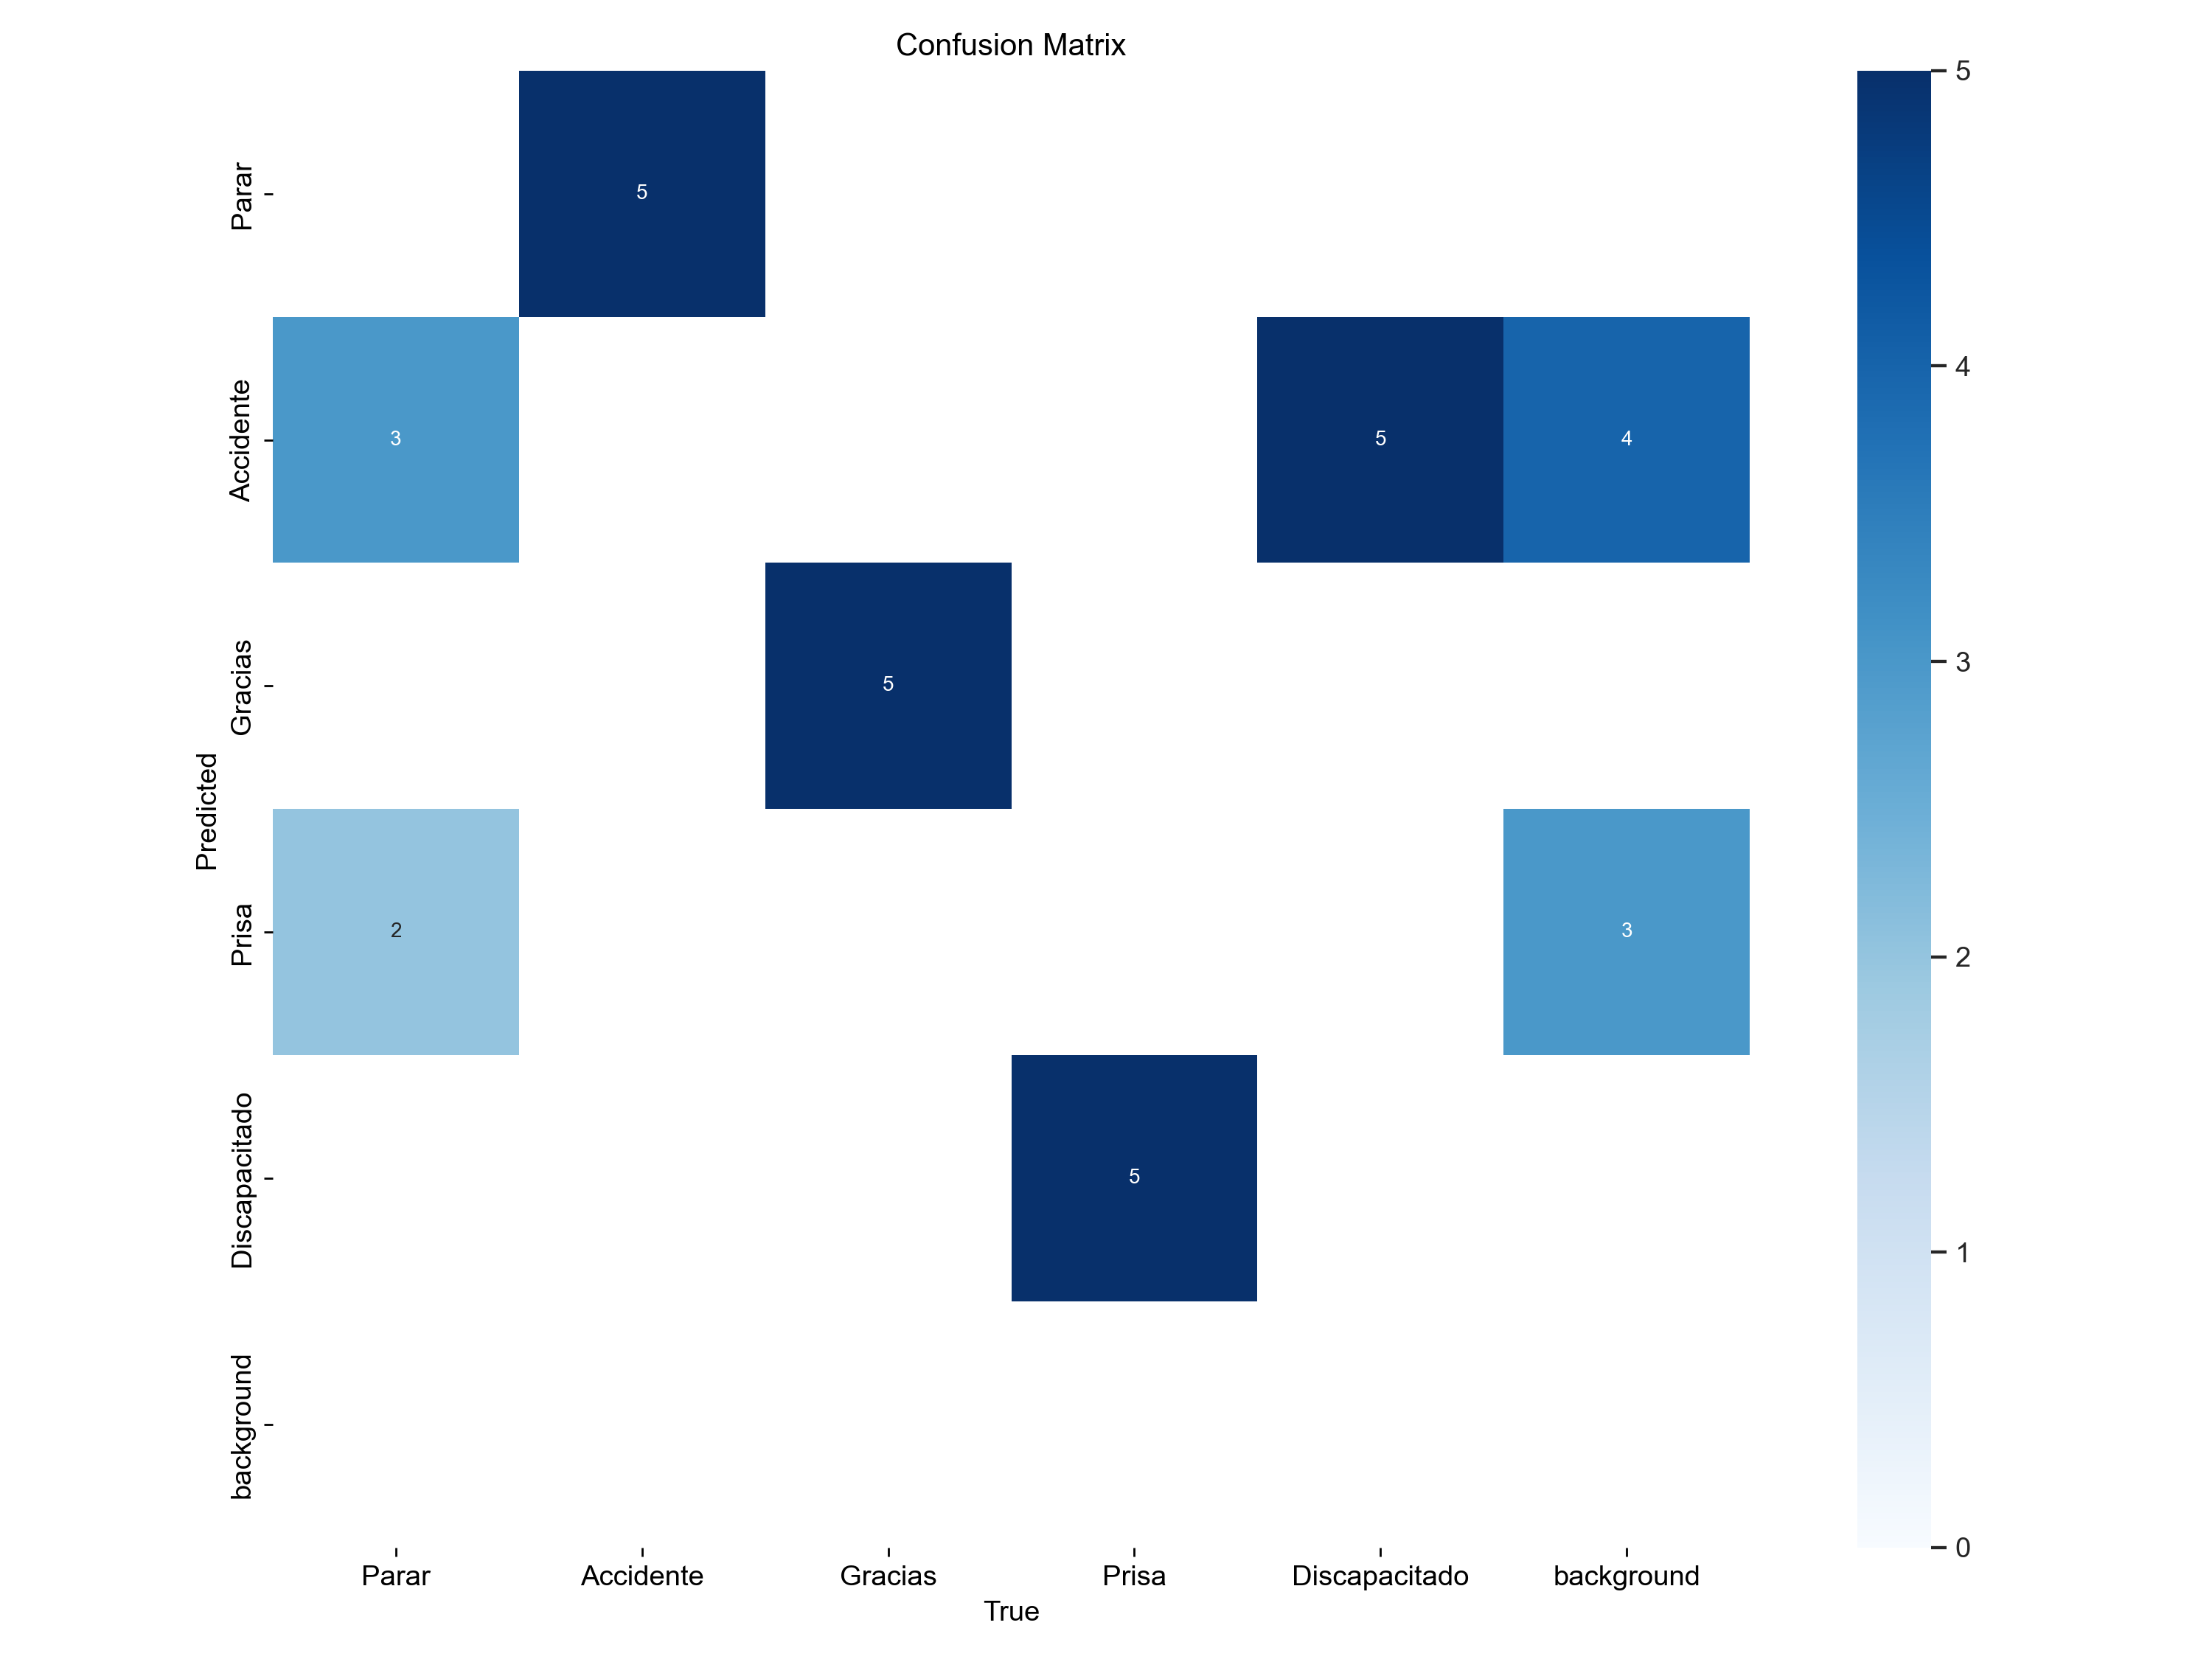 Confusion Matrix
Parar
5
Accidente
3
5
4
Gracias
5
Predicted
Prisa
2
3
Discapacitado
5
background
Parar
Accidente
Gracias
Prisa
Discapacitado
background
True
5
4
3
2
1
0